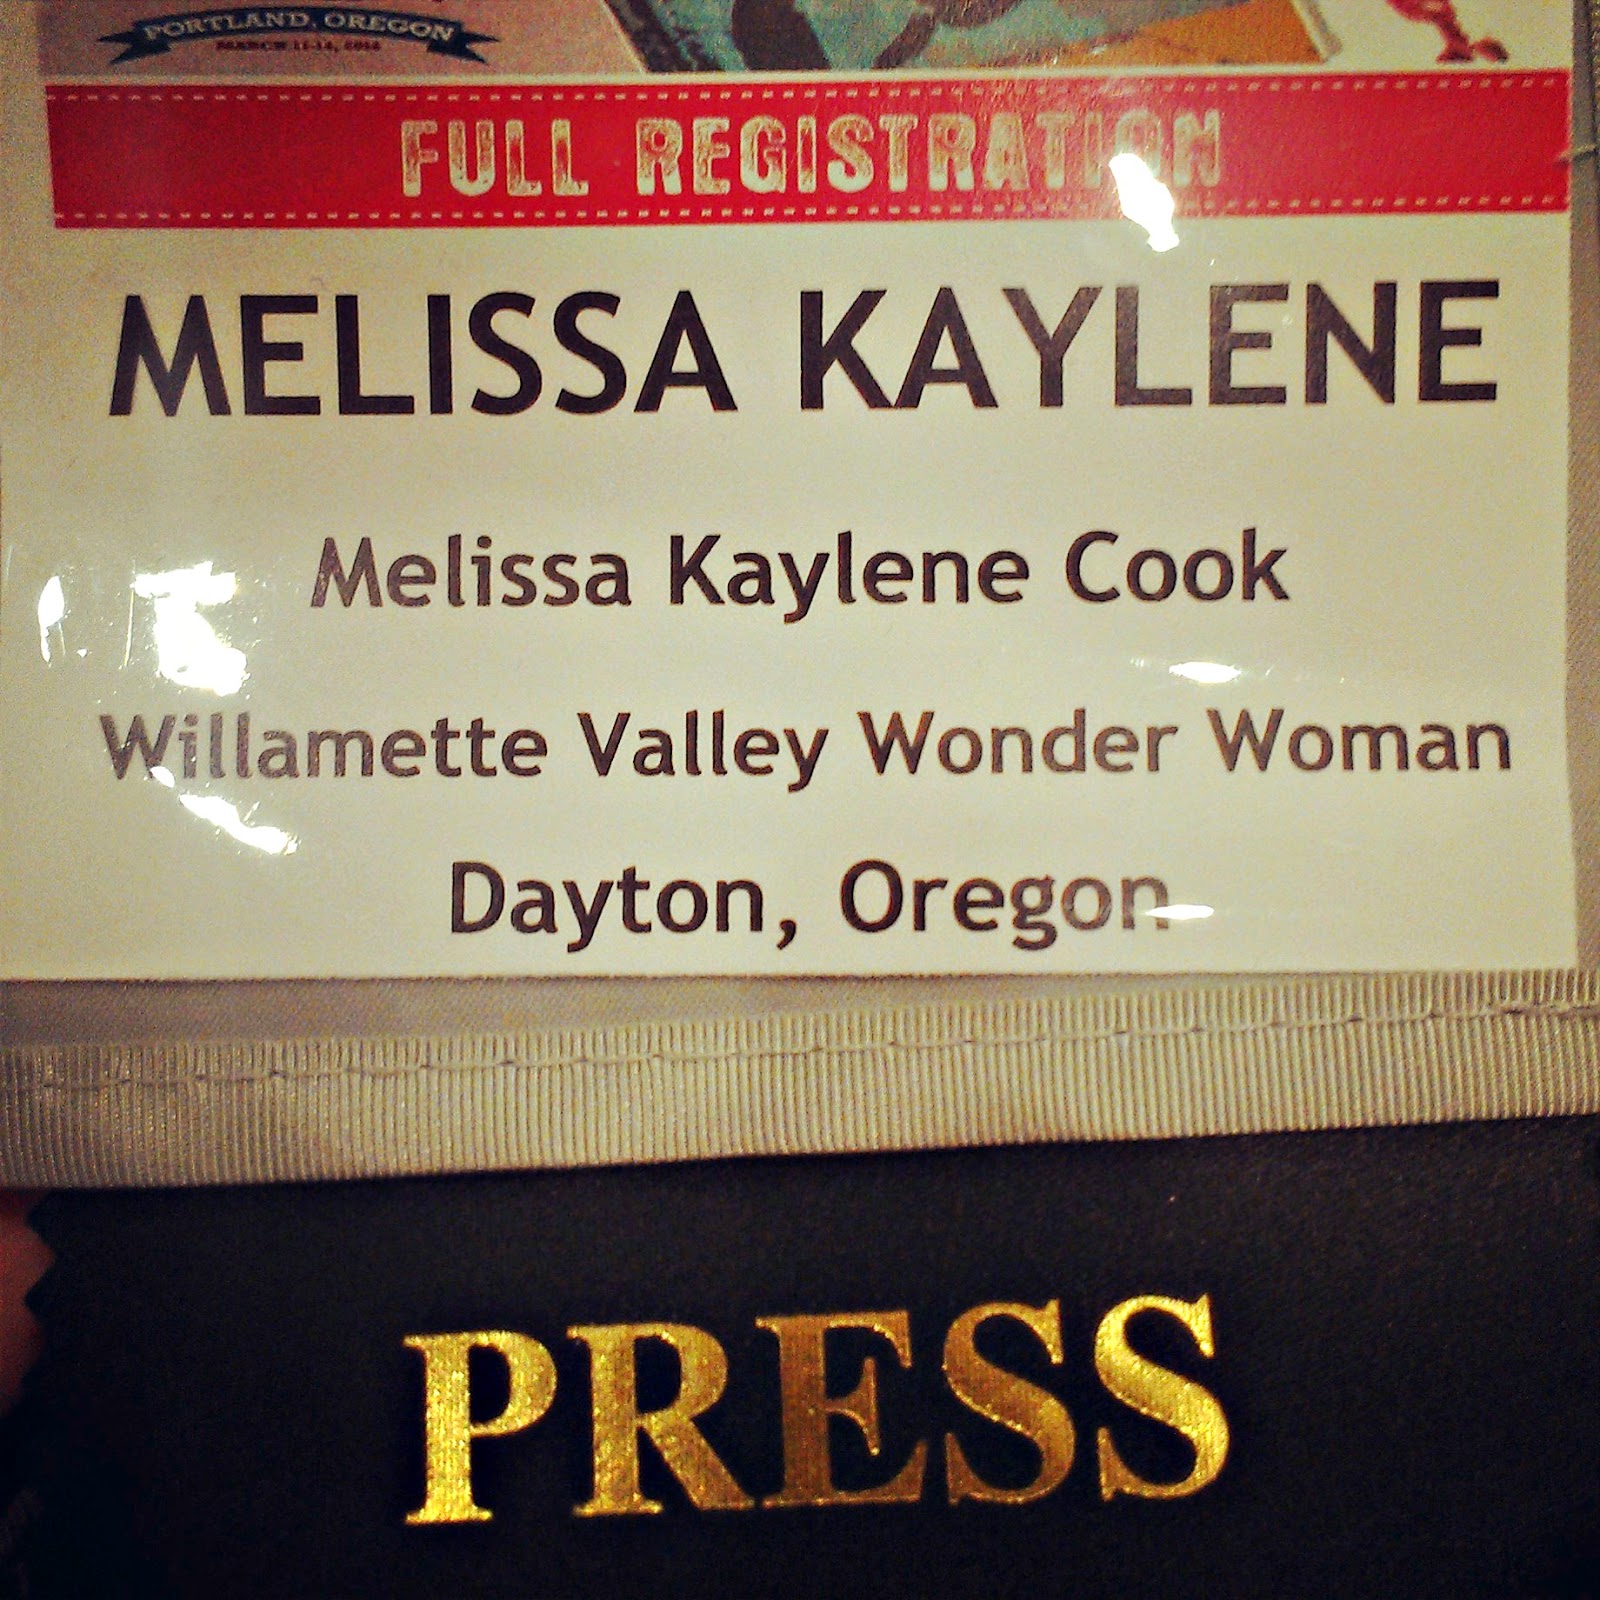 PORTLAND, OREGON
FULL REGISTRATION
MELISSA KAYLENE
Melissa Kaylene Cook
Willamette Valley Wonder Woman
Dayton, Oregon
PRESS